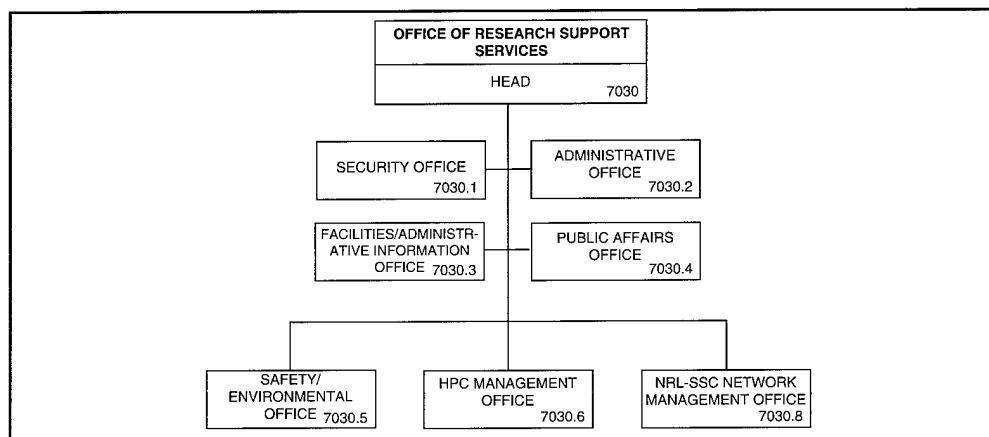 OFFICE OF RESEARCH SUPPORT
SERVICES
HEAD
7030
SECURITY OFFICE
7030.1
ADMINISTRATIVE
OFFICE
7030.2
FACILITIES/ADMINISTR-
ATIVE INFORMATION
OFFICE 7030.3
PUBLIC AFFAIRS
OFFICE
7030.4
SAFETY/
ENVIRONMENTAL
OFFICE 7030.5
HPC MANAGEMENT
OFFICE
7030.6
NRL-SSC NETWORK
MANAGEMENT OFFICE
7030.8